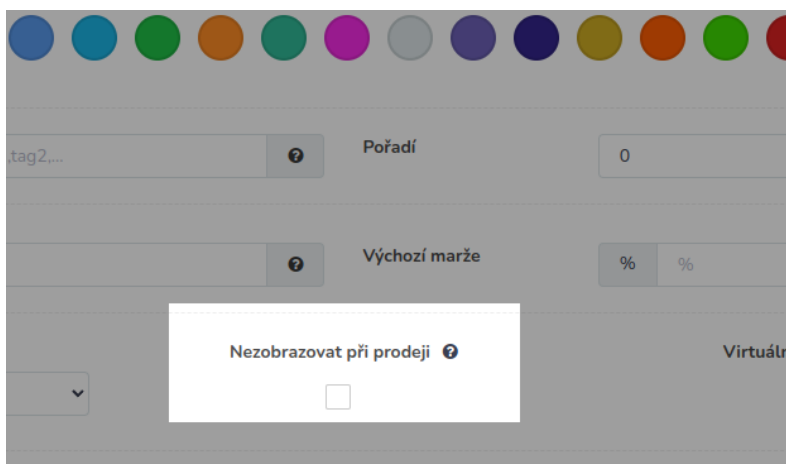 ,tag2,...
Pořadí
0
Výchozí marže
%
%
Nezobrazovat při prodeji